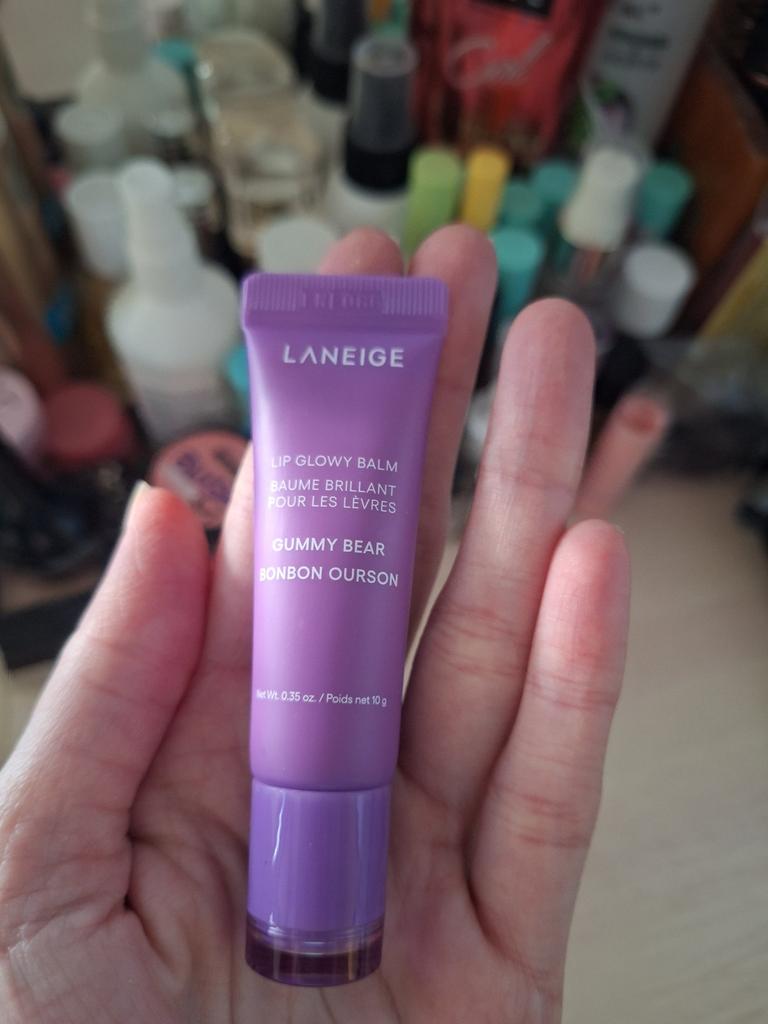 LANEIGE
LIP GLOWY BALM
BAUME BRILLANT
POUR LES LÈVRES
GUMMY BEAR
BONBON OURSON
Net Wt. 0.35 oz. / Poids net 10 g